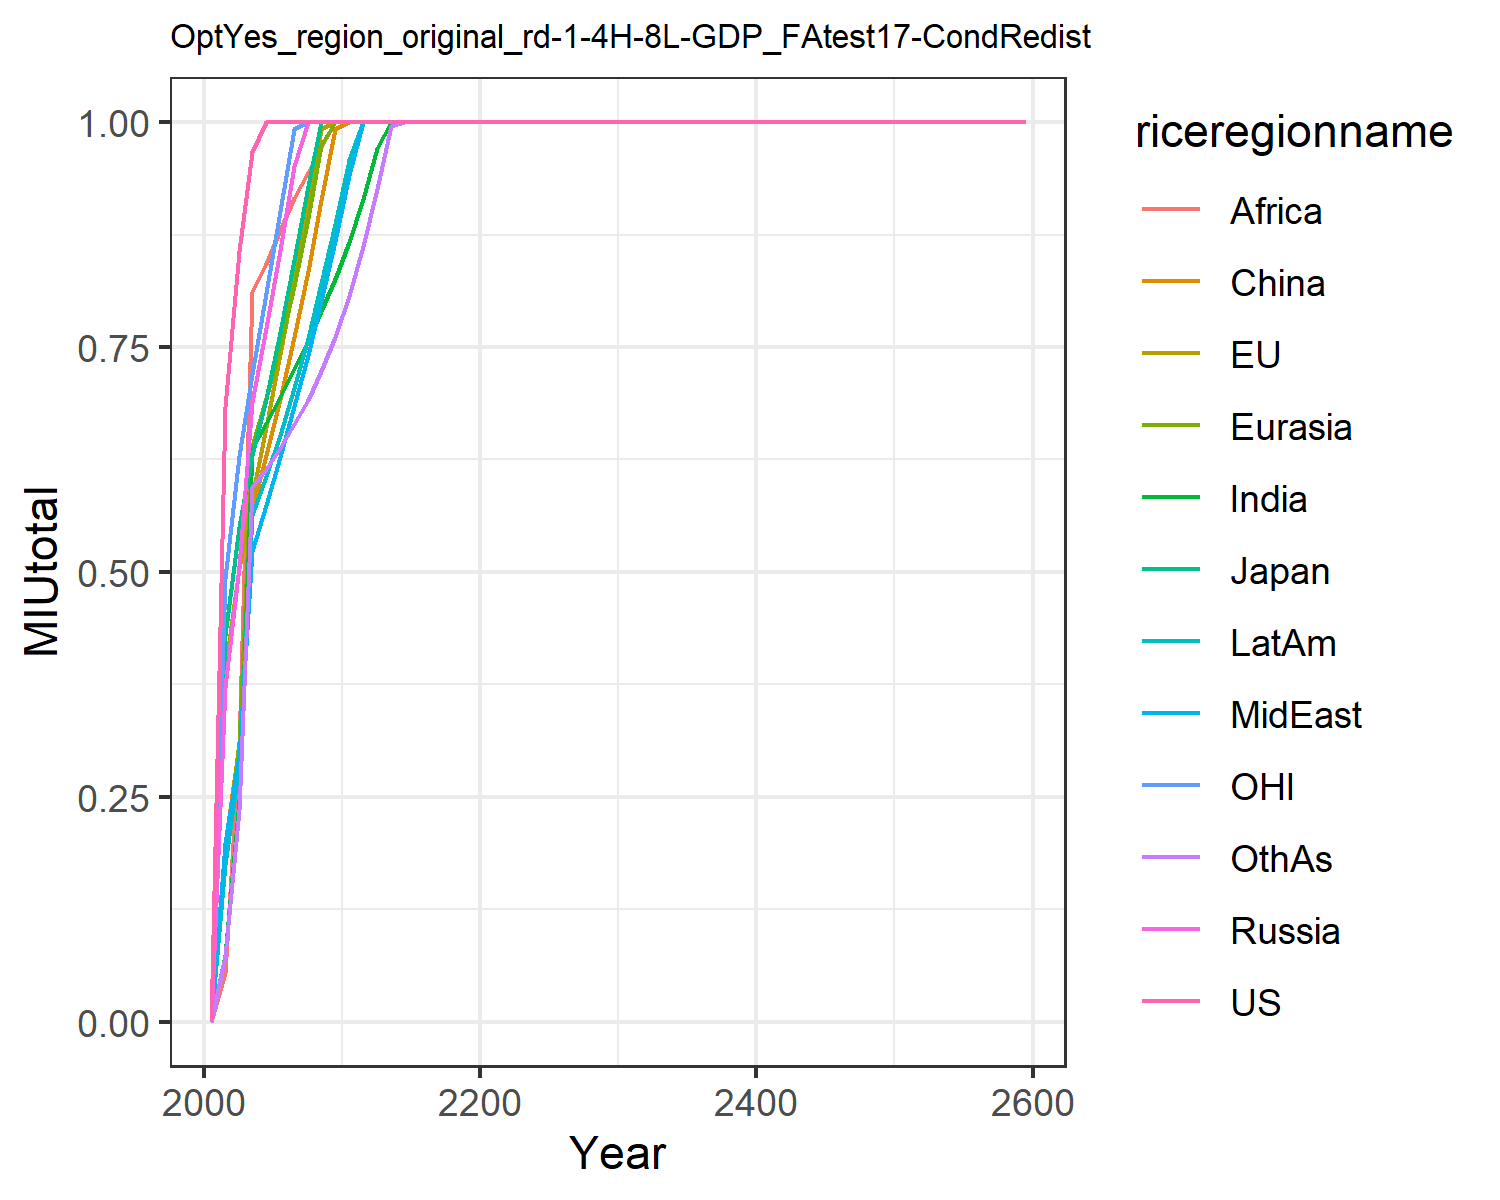 OptYes_region_original_rd-1-4H-8L-GDP_FAtest17-CondRedist
1.00
0.75
0.50
0.25
0.00
MIUtotal
2000
2200
2400
2600
Year
riceregionname
Africa
China
EU
Eurasia
India
Japan
LatAm
MidEast
OHI
OthAs
Russia
US